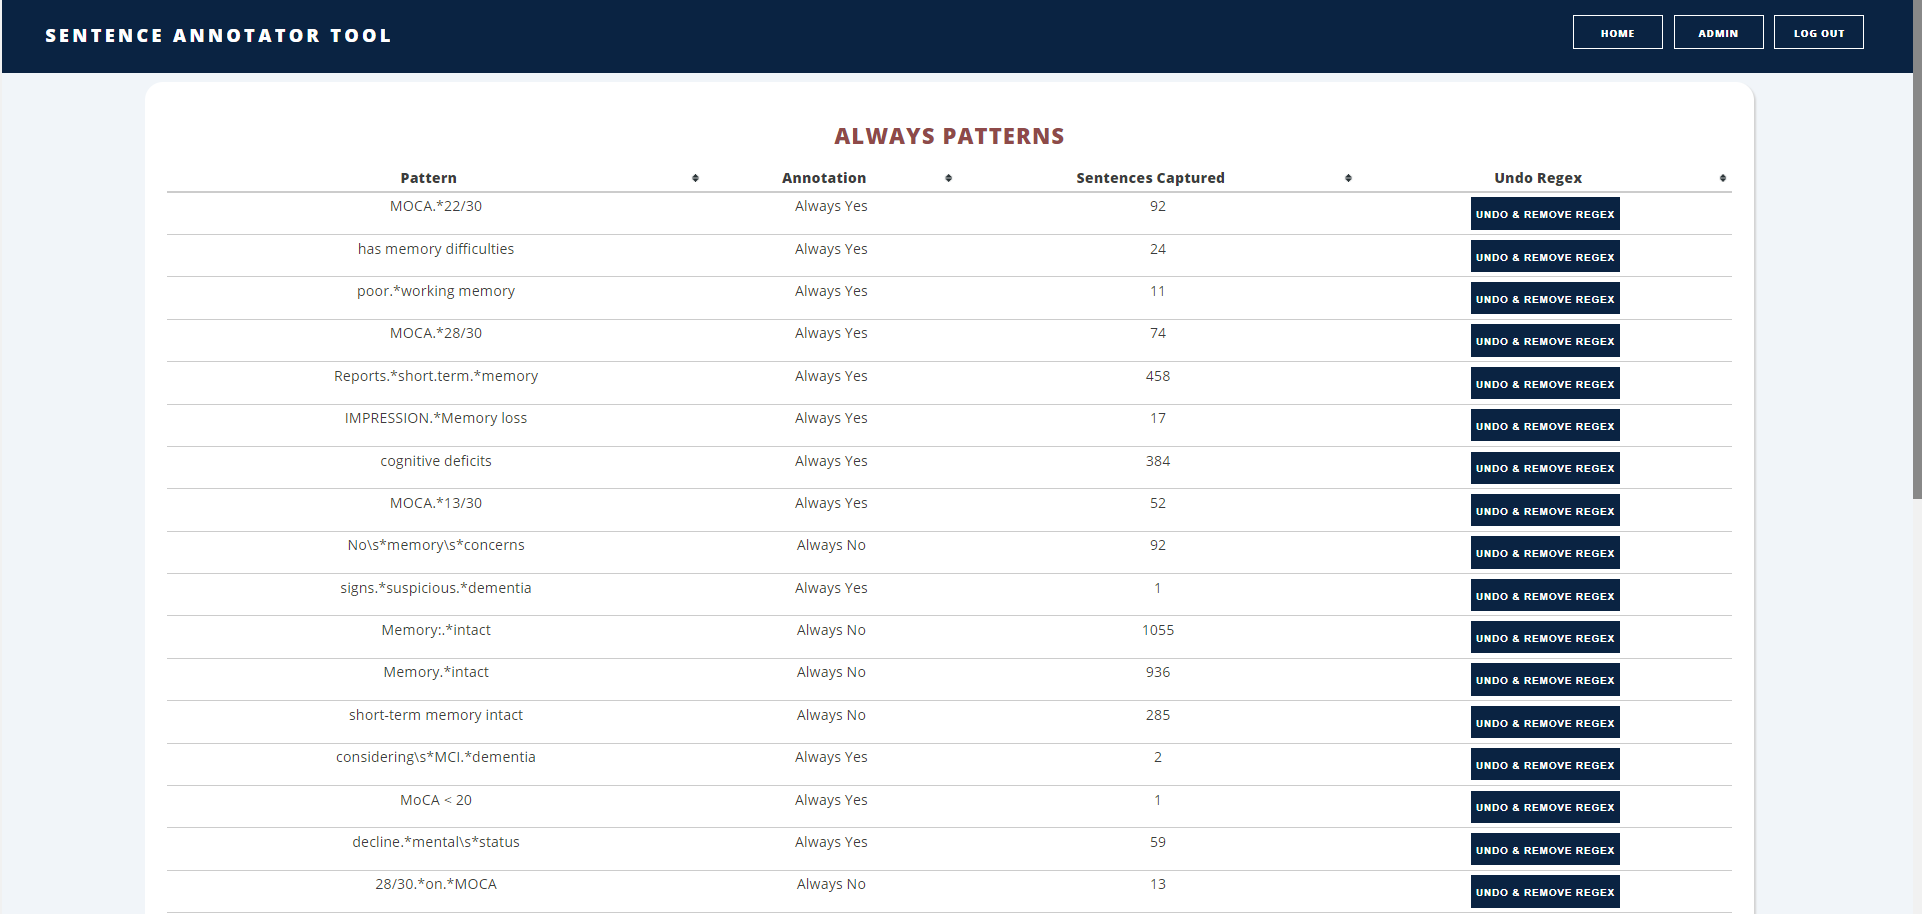 SENTENCE ANNOTATOR TOOL HOME ADMIN LOG OUT
ALWAYS PATTERNS
Pattern Annotation Sentences Captured Undo Regex
MOCA.*22/30 Always Yes 92 UNDO & REMOVE REGEX
has memory difficulties Always Yes 24 UNDO & REMOVE REGEX
poor.*working memory Always Yes 11 UNDO & REMOVE REGEX
MOCA.*28/30 Always Yes 74 UNDO & REMOVE REGEX
Reports.*short.term.*memory Always Yes 458 UNDO & REMOVE REGEX
IMPRESSION.*Memory loss Always Yes 17 UNDO & REMOVE REGEX
cognitive deficits Always Yes 384 UNDO & REMOVE REGEX
MOCA.*13/30 Always Yes 52 UNDO & REMOVE REGEX
No\s*memory\s*concerns Always No 92 UNDO & REMOVE REGEX
signs.*suspicious.*dementia Always Yes 1 UNDO & REMOVE REGEX
Memory:.*intact Always No 1055 UNDO & REMOVE REGEX
Memory.*intact Always No 936 UNDO & REMOVE REGEX
short-term memory intact Always No 285 UNDO & REMOVE REGEX
considering\s*MCI.*dementia Always Yes 2 UNDO & REMOVE REGEX
MoCA < 20 Always Yes 1 UNDO & REMOVE REGEX
decline.*mental\s*status Always Yes 59 UNDO & REMOVE REGEX
28/30.*on.*MOCA Always No 13 UNDO & REMOVE REGEX